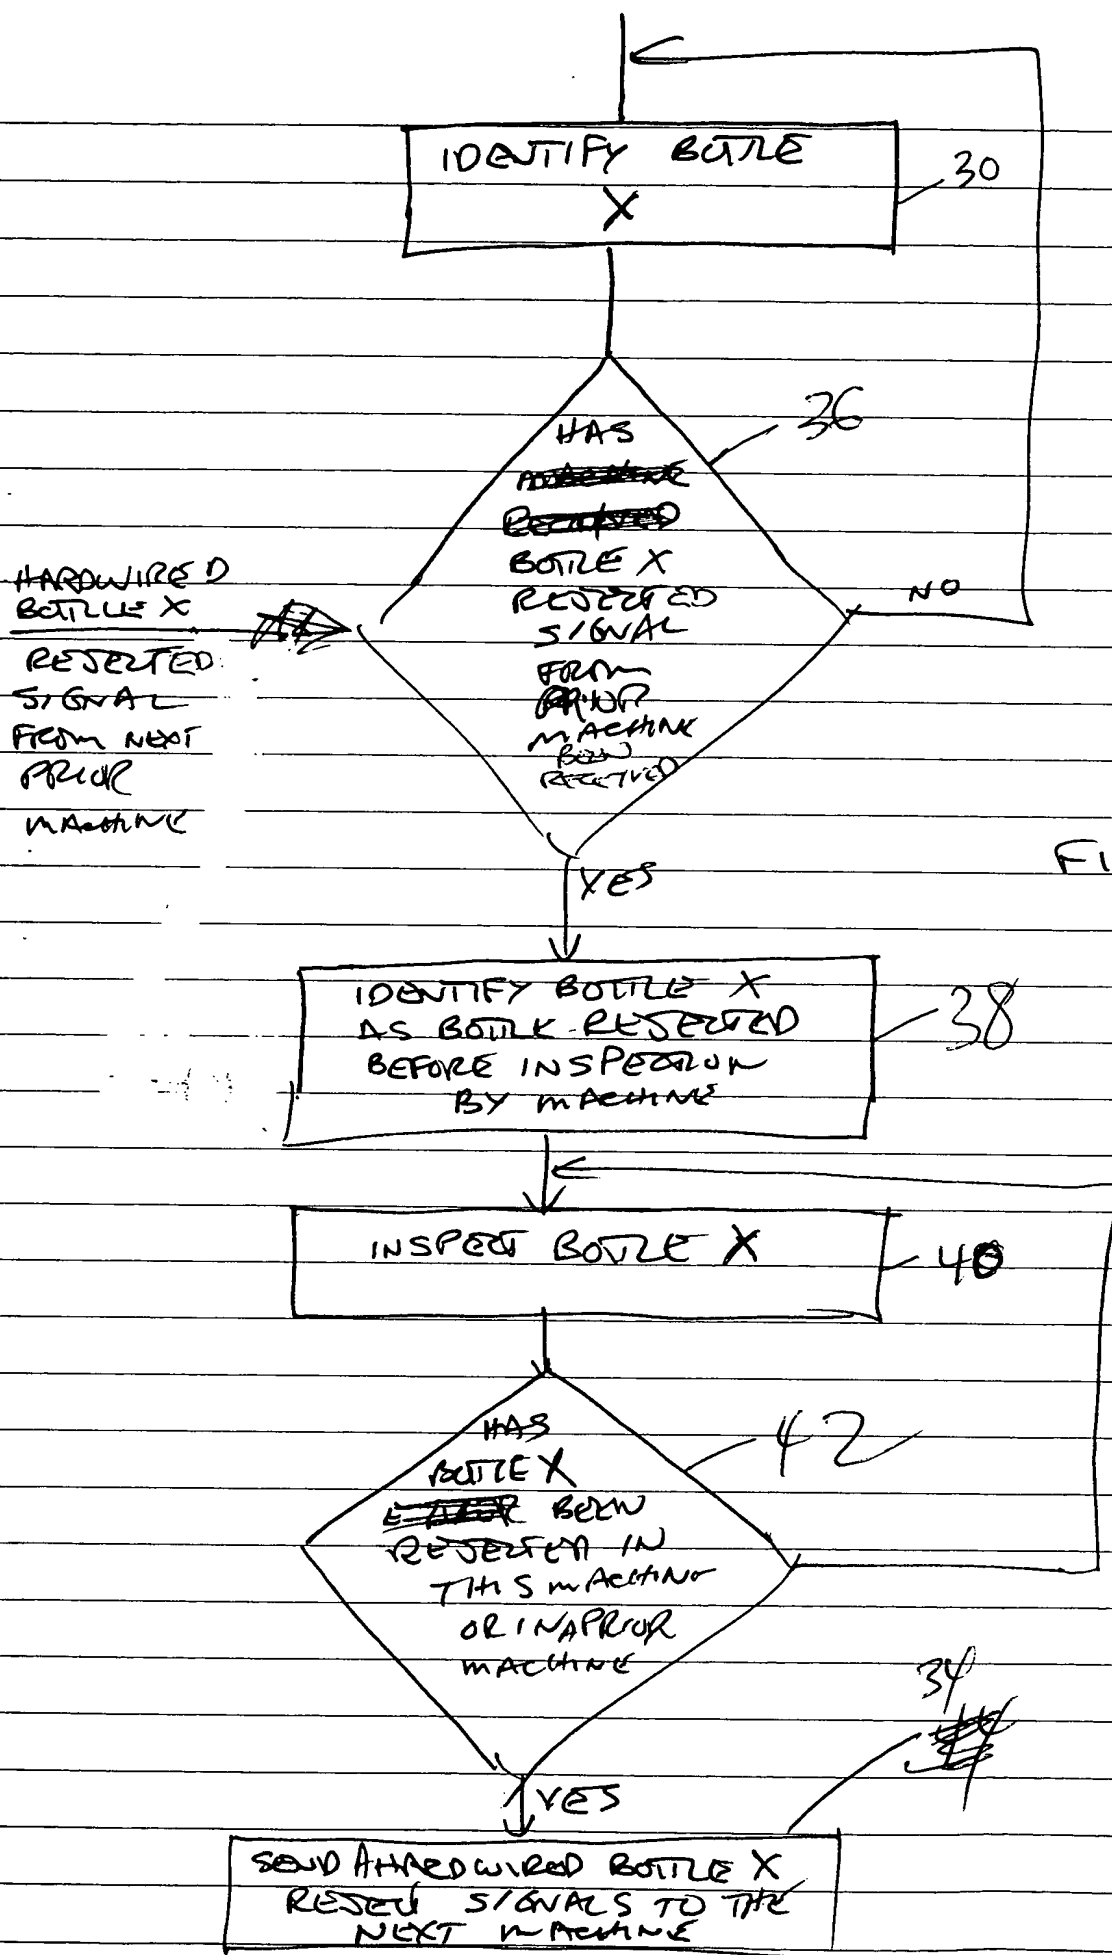 IDENTIFY BOTTLE
X
30
HAS
36
BOTTLE X
REJECTED
SIGNAL
FROM
PRIOR
MACHINE
BEEN
RECEIVED
NO
HARDWIRED
BOTTLE X
REJECTED
SIGNAL
FROM NEXT
PRIOR
MACHINE
FI
YES
IDENTIFY BOTTLE X
AS BOTTLE REJECTED
BEFORE INSPECTION
BY MACHINE
38
INSPECT BOTTLE X
40
HAS
BOTTLE X
BEEN
REJECTED IN
THIS MACHINE
OR IN A PRIOR
MACHINE
42
34
YES
SEND A HARDWIRED BOTTLE X
REJECT SIGNALS TO THE
NEXT MACHINE